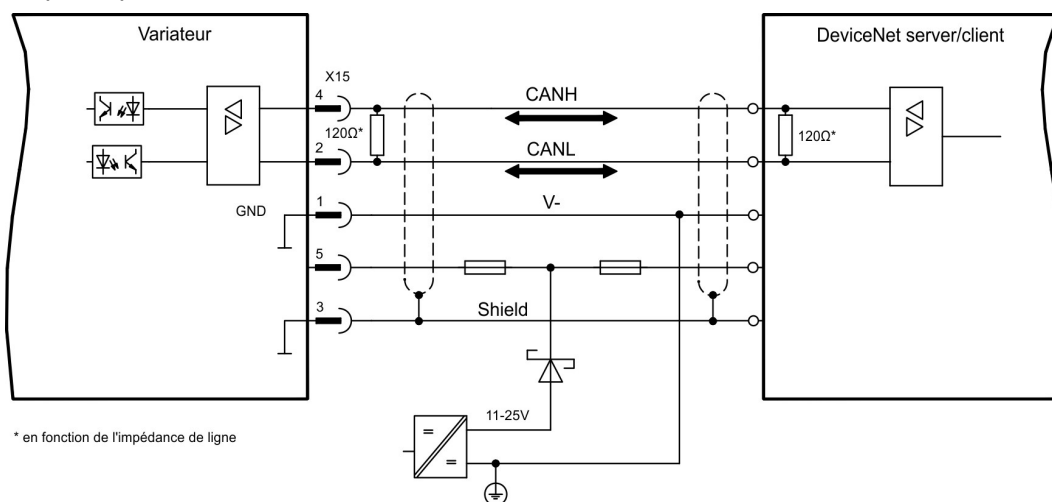 Variateur
DeviceNet server/client
X15
4
CANH
120Ω*
120Ω*
2
CANL
1
GND
V-
5
3
Shield
11-25V
* en fonction de l'impédance de ligne